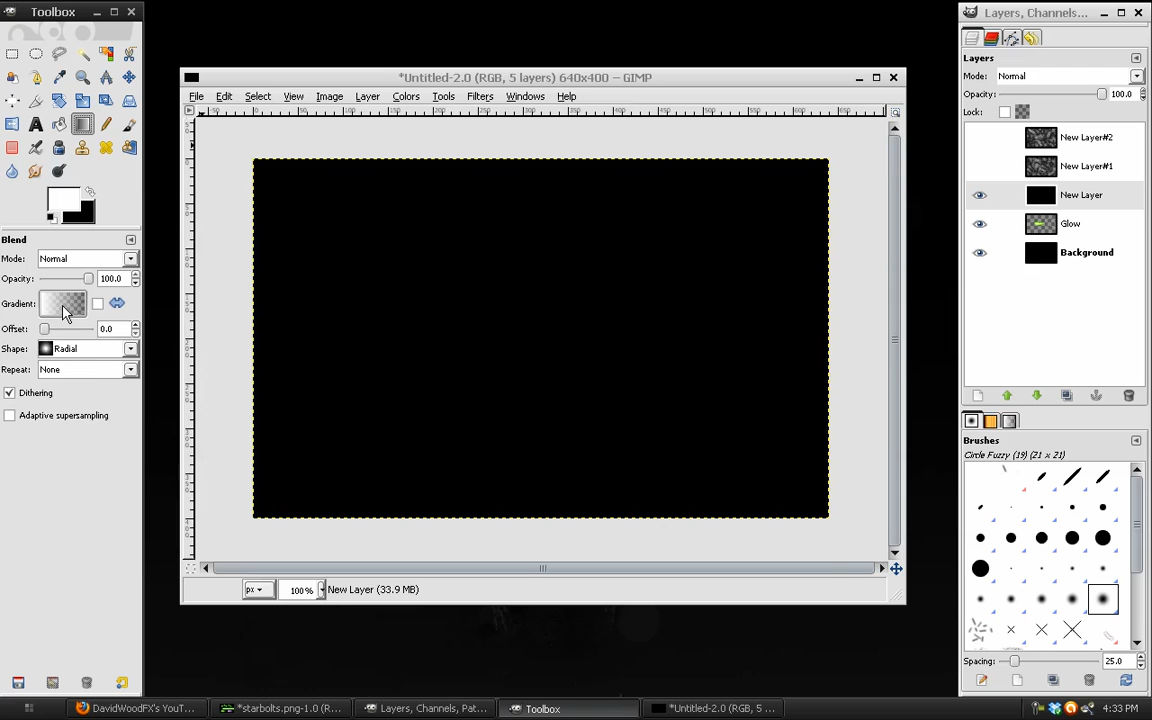 Toolbox
Blend
Mode: Normal
Opacity: 100.0
Gradient:
Offset: 0.0
Shape: Radial
Repeat: None
Dithering
Adaptive supersampling
*Untitled-2.0 (RGB, 5 layers) 640x400 – GIMP
File Edit Select View Image Layer Colors Tools Filters Windows Help
px 100% New Layer (33.9 MB)
Layers, Channels...
Layers
Mode: Normal
Opacity: 100.0
Lock:
New Layer#2
New Layer#1
New Layer
Glow
Background
Brushes
Circle Fuzzy (19) (21 x 21)
Spacing: 25.0
DavidWoodFX's YouT... *starbolts.png-1.0 (R... Layers, Channels, Pat... Toolbox *Untitled-2.0 (RGB, 5 ... 4:33 PM